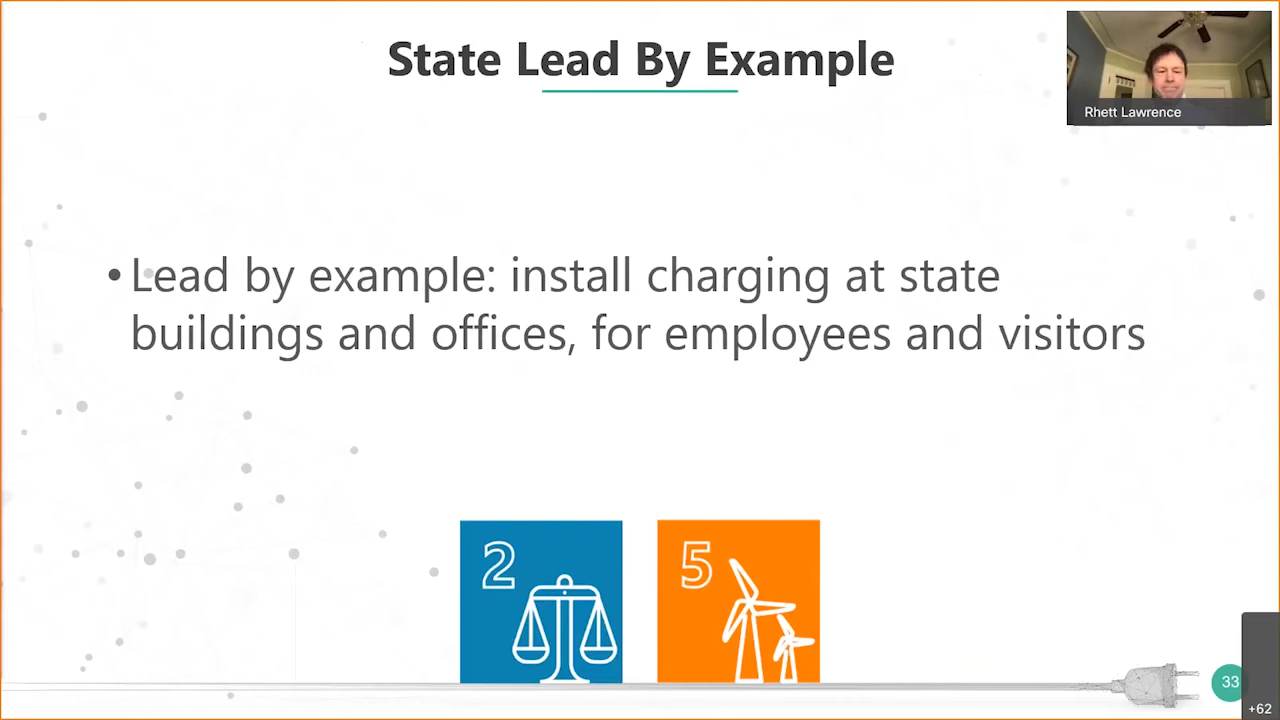 State Lead By Example
Rhett Lawrence
• Lead by example: install charging at state
buildings and offices, for employees and visitors
2
5
33
+62